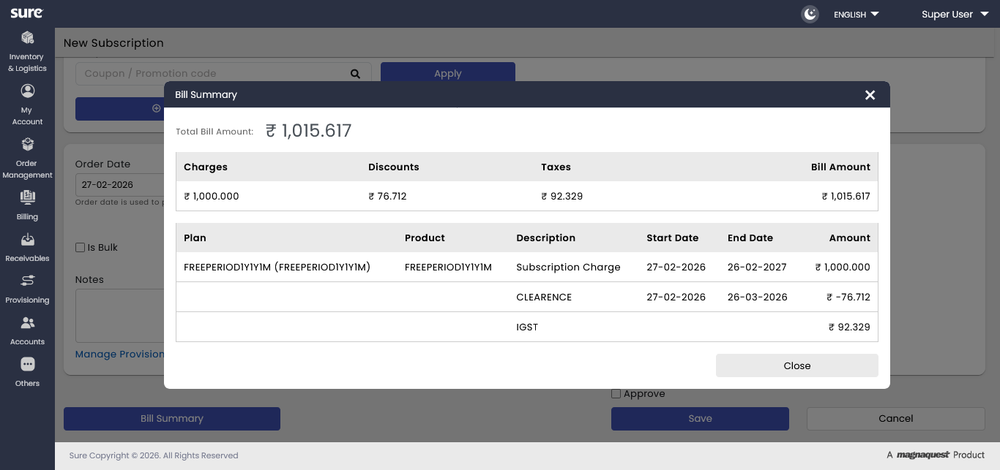 sure
ENGLISH
Super User
Inventory
& Logistics
My
Account
Order
Management
Billing
Receivables
Provisioning
Accounts
Others
New Subscription
Coupon / Promotion code
Apply
Bill Summary
Total Bill Amount: ₹ 1,015.617
Charges Discounts Taxes Bill Amount
₹ 1,000.000 ₹ 76.712 ₹ 92.329 ₹ 1,015.617
Plan Product Description Start Date End Date Amount
FREEPERIOD1Y1Y1M (FREEPERIOD1Y1Y1M) FREEPERIOD1Y1Y1M Subscription Charge 27-02-2026 26-02-2027 ₹ 1,000.000
CLEARENCE 27-02-2026 26-03-2026 ₹ -76.712
IGST ₹ 92.329
Close
Order Date
27-02-2026
Order date is used to
Is Bulk
Notes
Manage Provision
Approve
Bill Summary
Save
Cancel
Sure Copyright © 2026. All Rights Reserved
A magnaquest Product